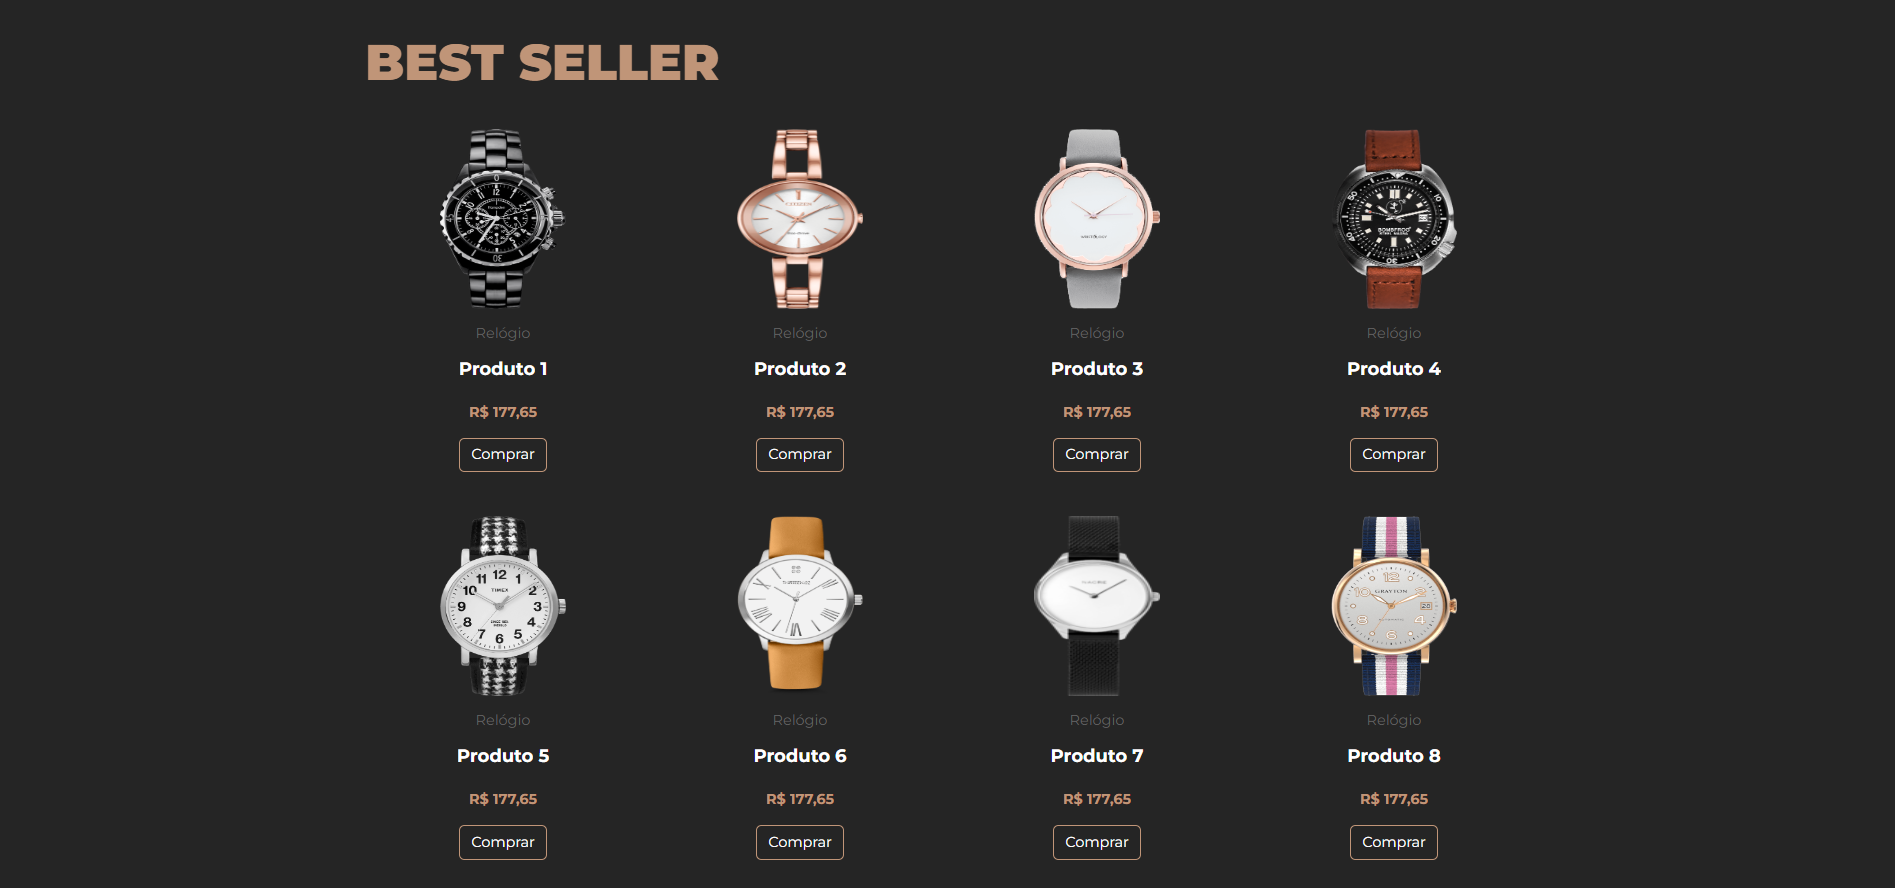 BEST SELLER
Relógio
Relógio
Relógio
Relógio
Produto 1
Produto 2
Produto 3
Produto 4
R$ 177,65
R$ 177,65
R$ 177,65
R$ 177,65
Comprar
Comprar
Comprar
Comprar
TIMEX
GRAYTON
Relógio
Relógio
Relógio
Relógio
Produto 5
Produto 6
Produto 7
Produto 8
R$ 177,65
R$ 177,65
R$ 177,65
R$ 177,65
Comprar
Comprar
Comprar
Comprar